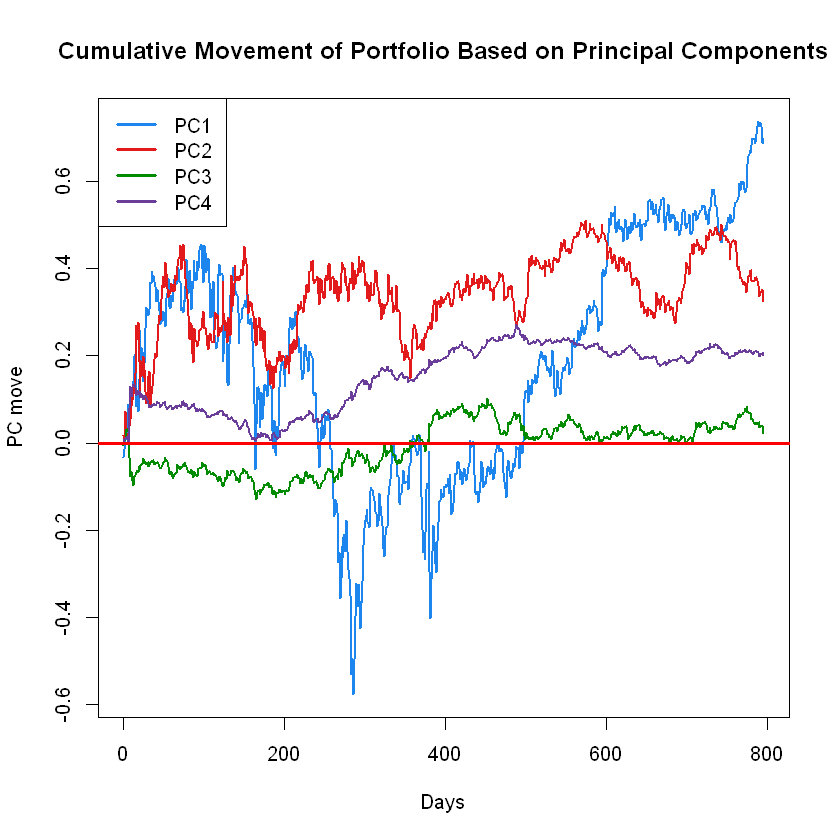 Cumulative Movement of Portfolio Based on Principal Components
PC1
PC2
PC3
PC4
0.6
0.4
0.2
0.0
-0.2
-0.4
-0.6
PC move
0 200 400 600 800
Days